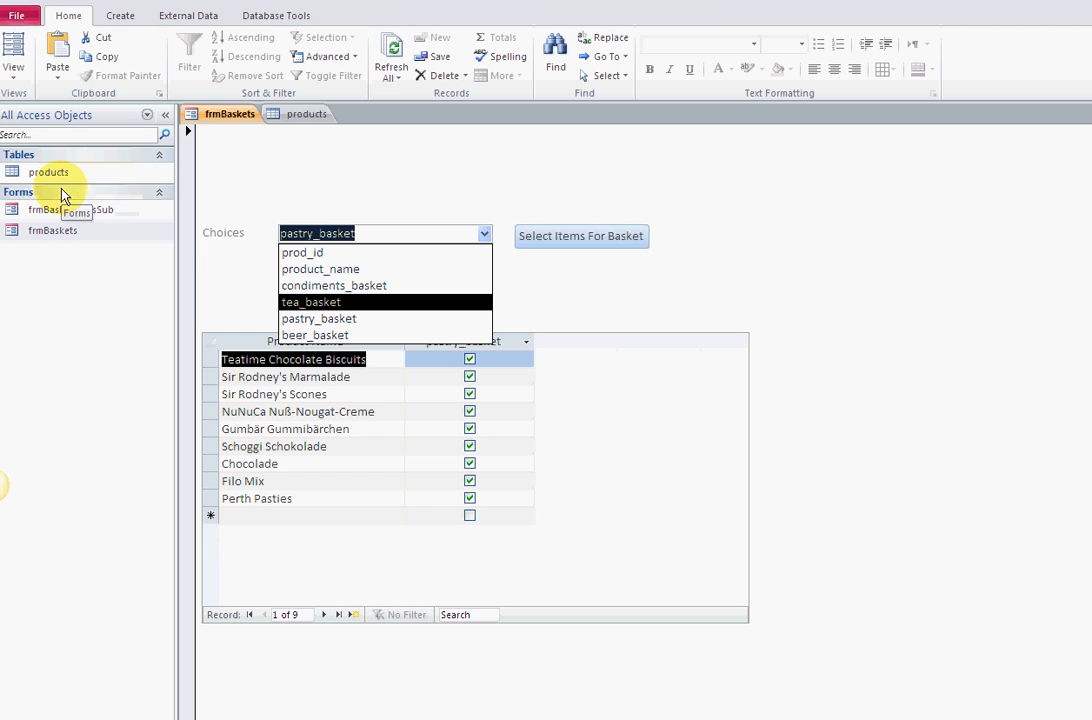 File Home Create External Data Database Tools
View
Views
Paste
Cut
Copy
Format Painter
Clipboard
Filter
Ascending
Descending
Remove Sort
Selection
Advanced
Toggle Filter
Sort & Filter
Refresh
All
New
Save
Delete
Totals
Spelling
More
Records
Find
Replace
Go To
Select
Find
B I U A
Text Formatting
All Access Objects
Search...
Tables
products
Forms
Forms
frmBaskets
frmBaskets products
Choices pastry_basket Select Items For Basket
prod_id
product_name
condiments_basket
tea_basket
pastry_basket
beer_basket
Teatime Chocolate Biscuits
Sir Rodney's Marmalade
Sir Rodney's Scones
NuNuCa Nuß-Nougat-Creme
Gumbär Gummibärchen
Schoggi Schokolade
Chocolade
Filo Mix
Perth Pasties
Record: 1 of 9 No Filter Search